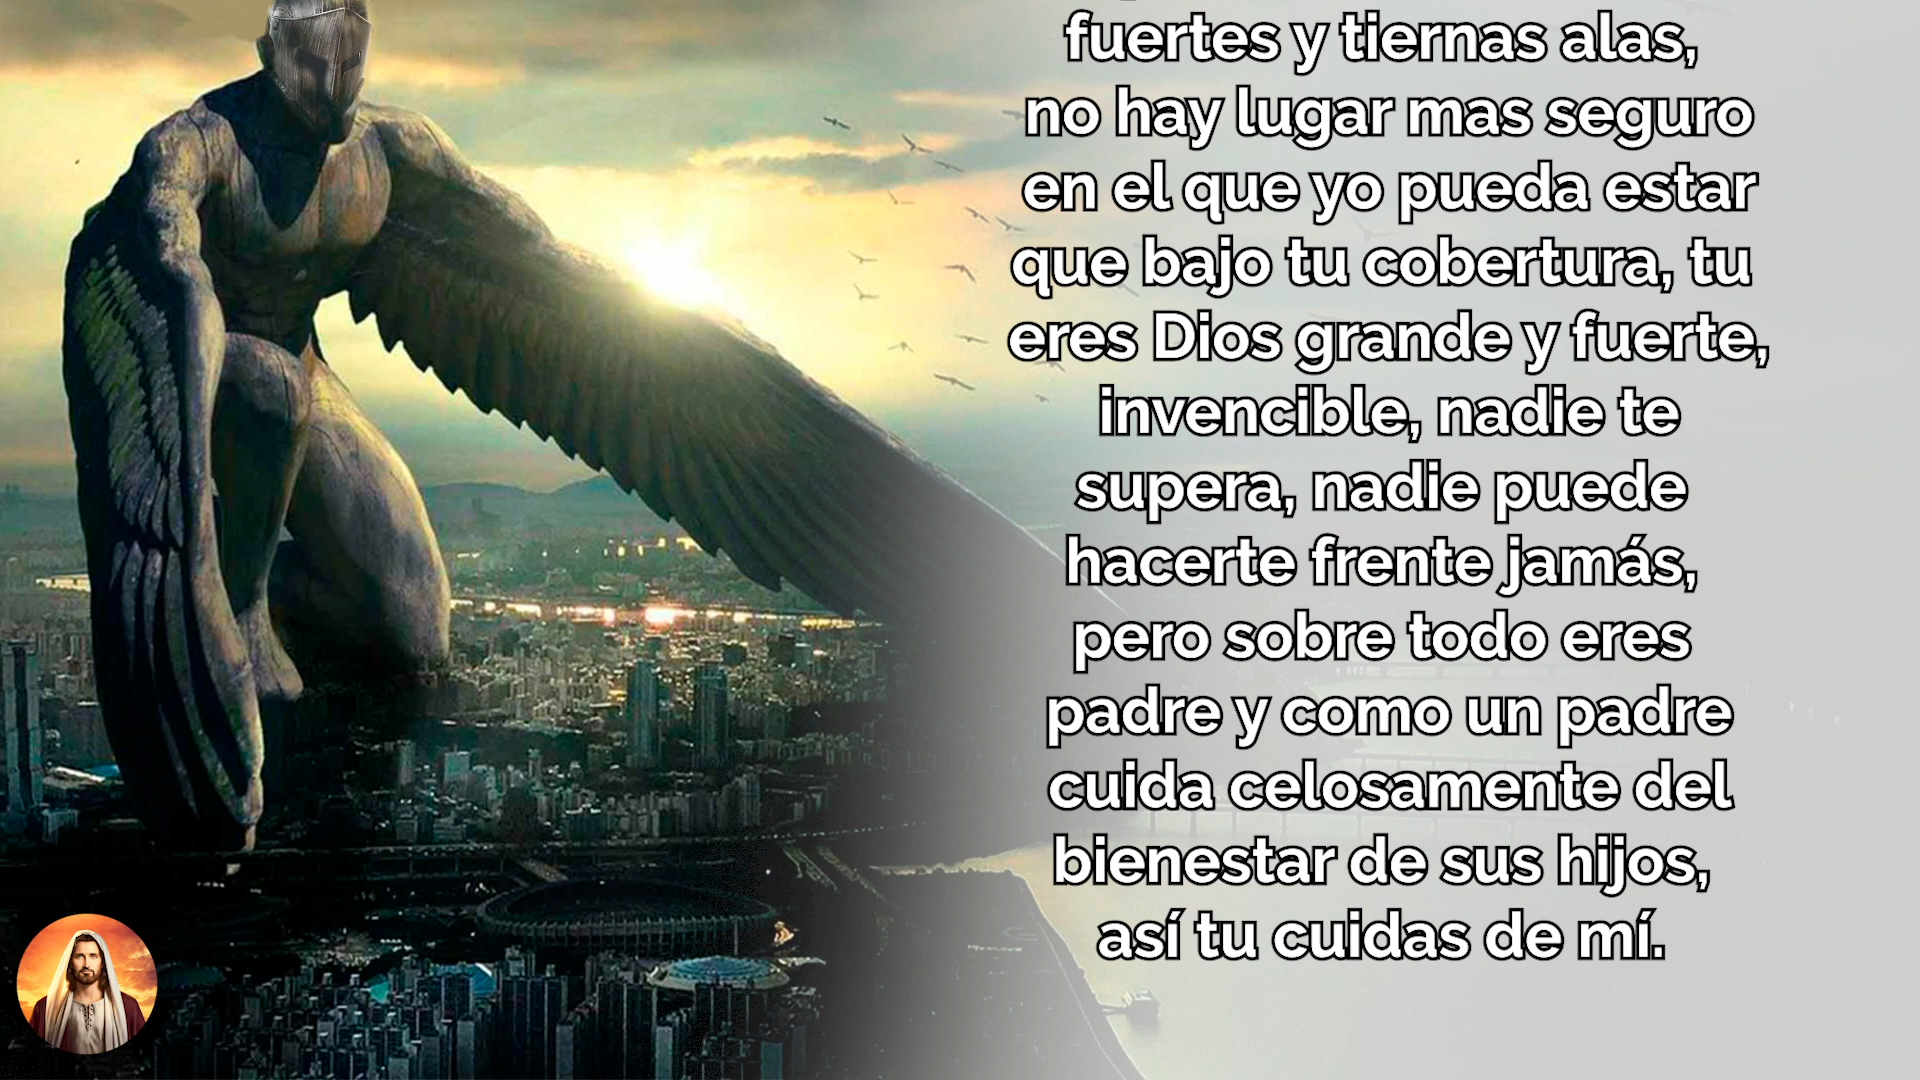 fuertes y tiernas alas,
no hay lugar mas seguro
en el que yo pueda estar
que bajo tu cobertura, tu
eres Dios grande y fuerte,
invencible, nadie te
supera, nadie puede
hacerte frente jamás,
pero sobre todo eres
padre y como un padre
cuida celosamente del
bienestar de sus hijos,
así tu cuidas de mí.